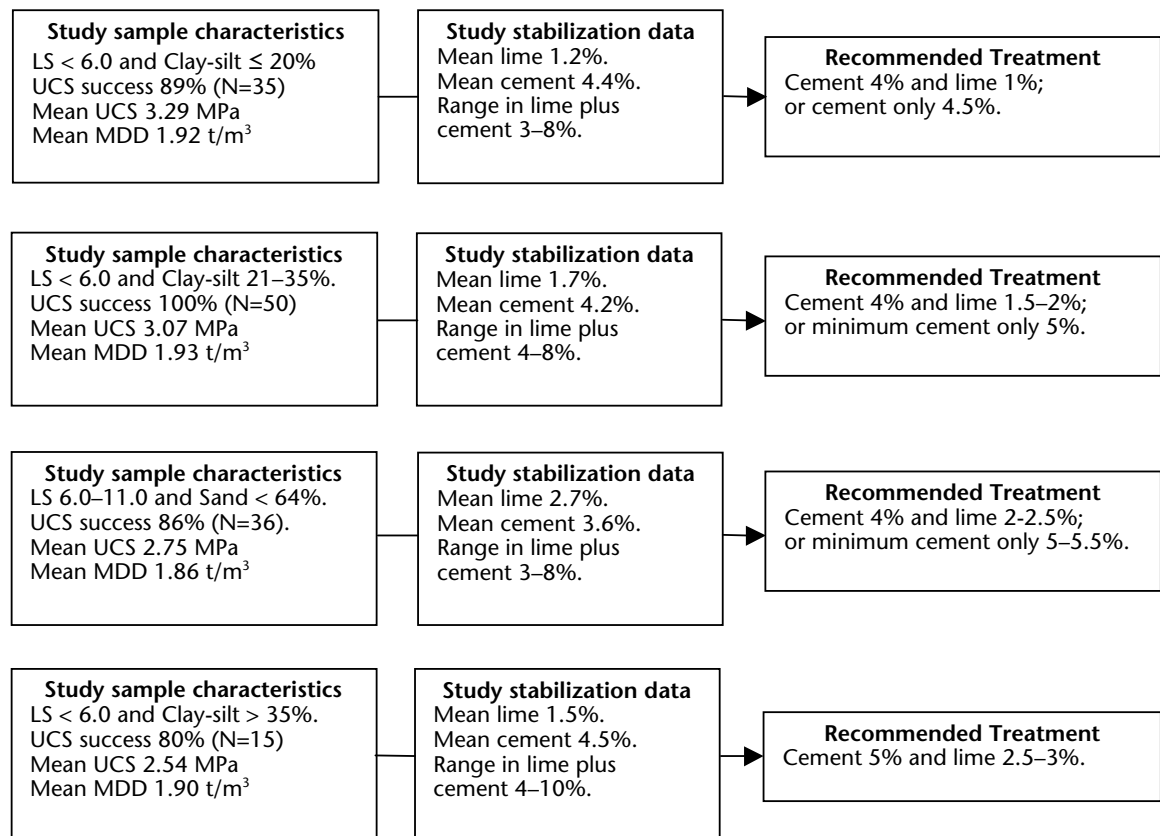 Study sample characteristics
LS < 6.0 and Clay-silt ≤ 20%
UCS success 89% (N=35)
Mean UCS 3.29 MPa
Mean MDD 1.92 t/m³
Study stabilization data
Mean lime 1.2%.
Mean cement 4.4%.
Range in lime plus
cement 3–8%.
Recommended Treatment
Cement 4% and lime 1%;
or cement only 4.5%.
Study sample characteristics
LS < 6.0 and Clay-silt 21–35%.
UCS success 100% (N=50)
Mean UCS 3.07 MPa
Mean MDD 1.93 t/m³
Study stabilization data
Mean lime 1.7%.
Mean cement 4.2%.
Range in lime plus
cement 4–8%.
Recommended Treatment
Cement 4% and lime 1.5–2%;
or minimum cement only 5%.
Study sample characteristics
LS 6.0–11.0 and Sand < 64%.
UCS success 86% (N=36).
Mean UCS 2.75 MPa
Mean MDD 1.86 t/m³
Study stabilization data
Mean lime 2.7%.
Mean cement 3.6%.
Range in lime plus
cement 3–8%.
Recommended Treatment
Cement 4% and lime 2-2.5%;
or minimum cement only 5–5.5%.
Study sample characteristics
LS < 6.0 and Clay-silt > 35%.
UCS success 80% (N=15)
Mean UCS 2.54 MPa
Mean MDD 1.90 t/m³
Study stabilization data
Mean lime 1.5%.
Mean cement 4.5%.
Range in lime plus
cement 4–10%.
Recommended Treatment
Cement 5% and lime 2.5–3%.